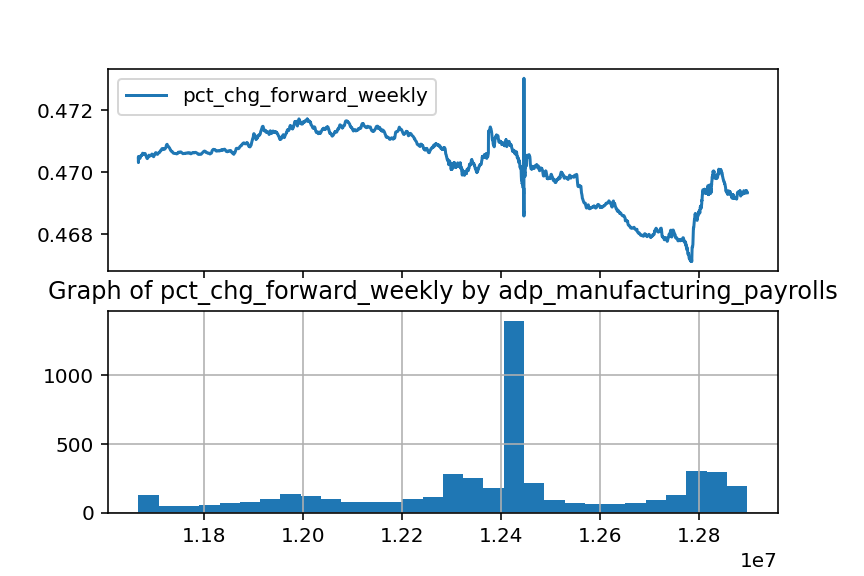 pct_chg_forward_weekly
0.472
0.470
0.468
Graph of pct_chg_forward_weekly by adp_manufacturing_payrolls
1000
500
0
1.18 1.20 1.22 1.24 1.26 1.28
1e7